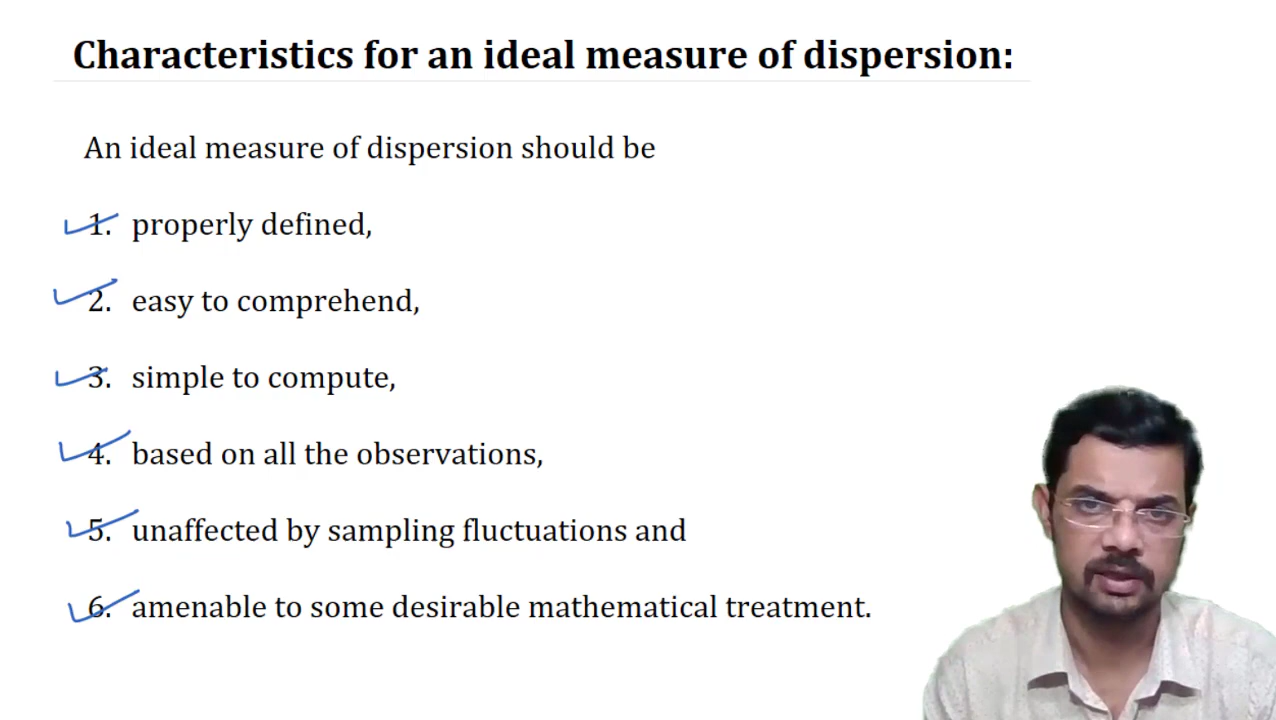 Characteristics for an ideal measure of dispersion:
An ideal measure of dispersion should be
1. properly defined,
2. easy to comprehend,
3. simple to compute,
4. based on all the observations,
5. unaffected by sampling fluctuations and
6. amenable to some desirable mathematical treatment.